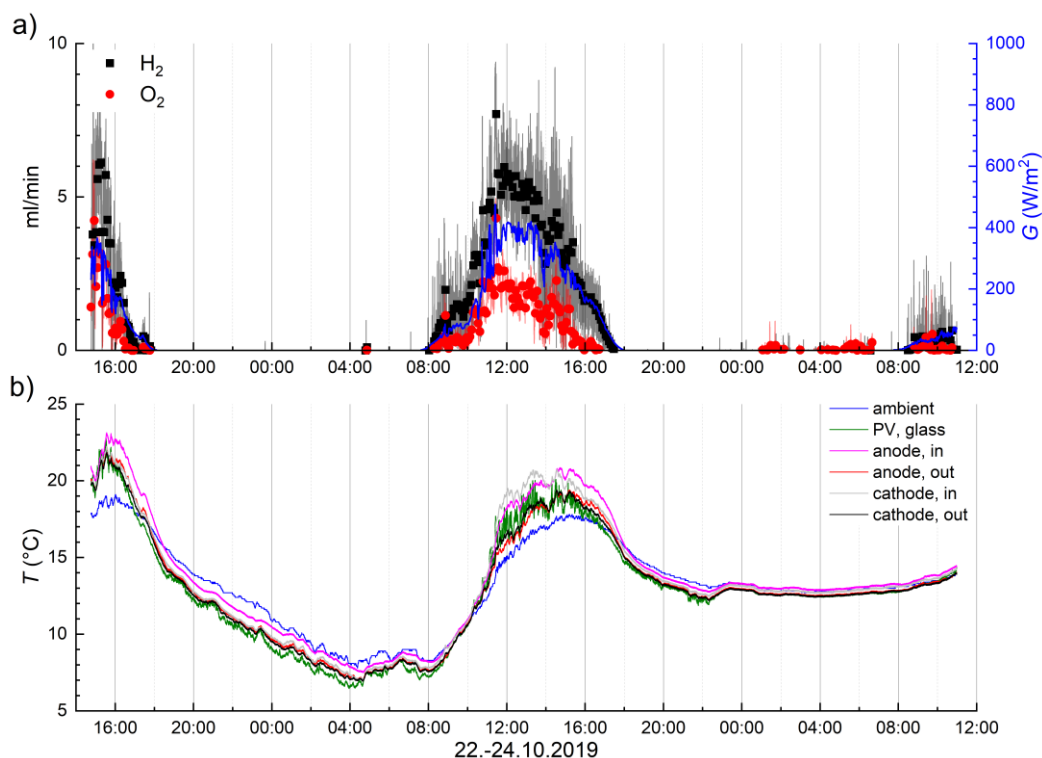 a)
10
5
0
ml/min
H₂
O₂
1000
800
600
400
200
0
G (W/m²)
16:00 20:00 00:00 04:00 08:00 12:00 16:00 20:00 00:00 04:00 08:00 12:00
b)
25
20
15
10
5
T (°C)
ambient
PV, glass
anode, in
anode, out
cathode, in
cathode, out
16:00 20:00 00:00 04:00 08:00 12:00 16:00 20:00 00:00 04:00 08:00 12:00
22.-24.10.2019